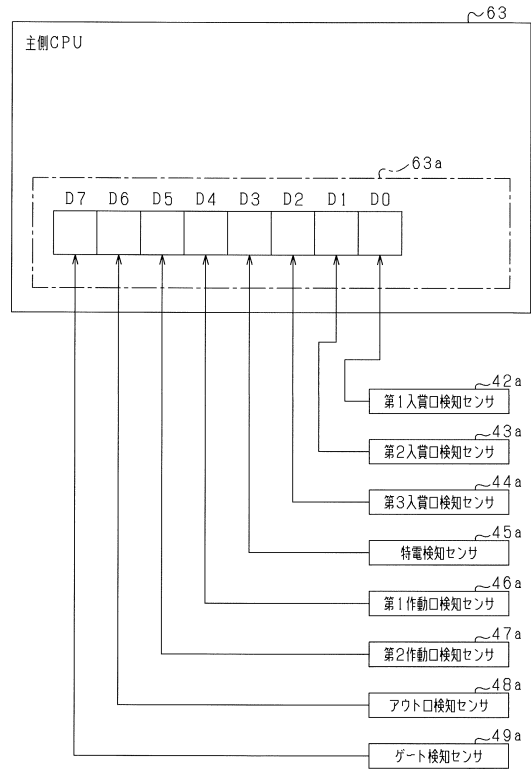 63
主側CPU
63a
D7 D6 D5 D4 D3 D2 D1 D0
42a
第1入賞口検知センサ
43a
第2入賞口検知センサ
44a
第3入賞口検知センサ
45a
特電検知センサ
46a
第1作動口検知センサ
47a
第2作動口検知センサ
48a
アウト口検知センサ
49a
ゲート検知センサ